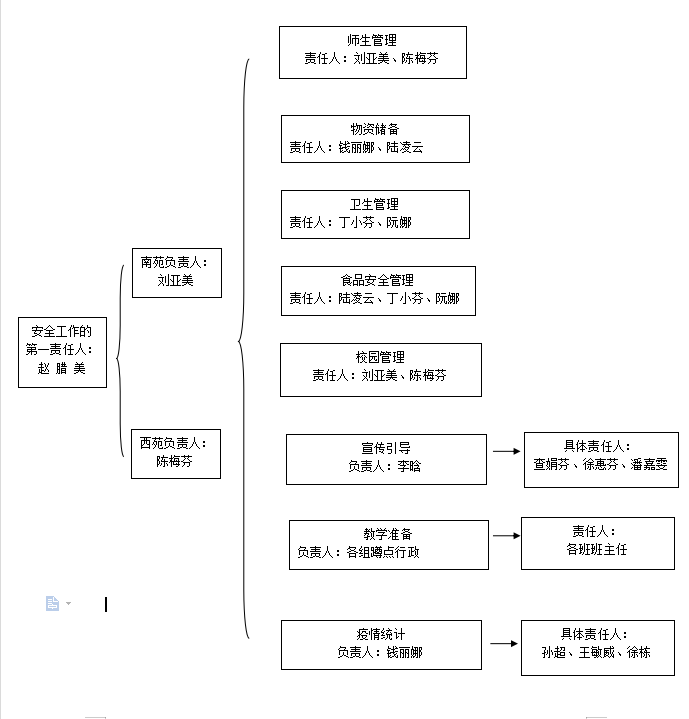 师生管理
责任人：刘亚美、陈梅芬
物资储备
责任人：钱丽娜、陆凌云
卫生管理
责任人：丁小芬、阮娜
南苑负责人：
刘亚美
食品安全管理
责任人：陆凌云、丁小芬、阮娜
安全工作的
第一责任人：
赵 腊 美
校园管理
责任人：刘亚美、陈梅芬
西苑负责人：
陈梅芬
宣传引导
负责人：李晗
具体责任人：
查娟芬、徐惠芬、潘嘉雯
教学准备
负责人：各组蹲点行政
责任人：
各班班主任
疫情统计
负责人：钱丽娜
具体责任人：
孙超、王敏威、徐栋